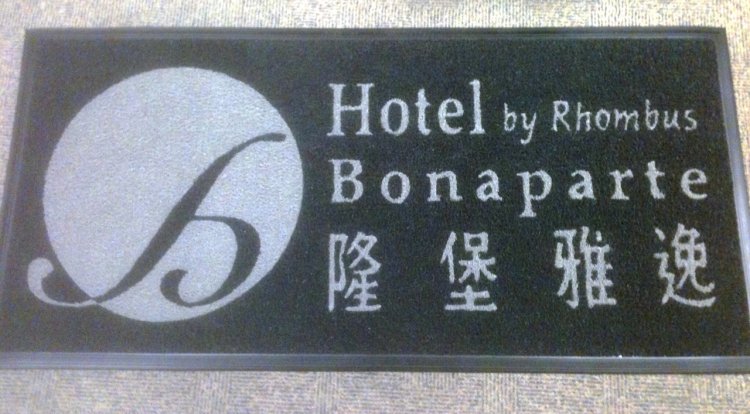 Hotel by Rhombus
Bonaparte
隆堡雅逸